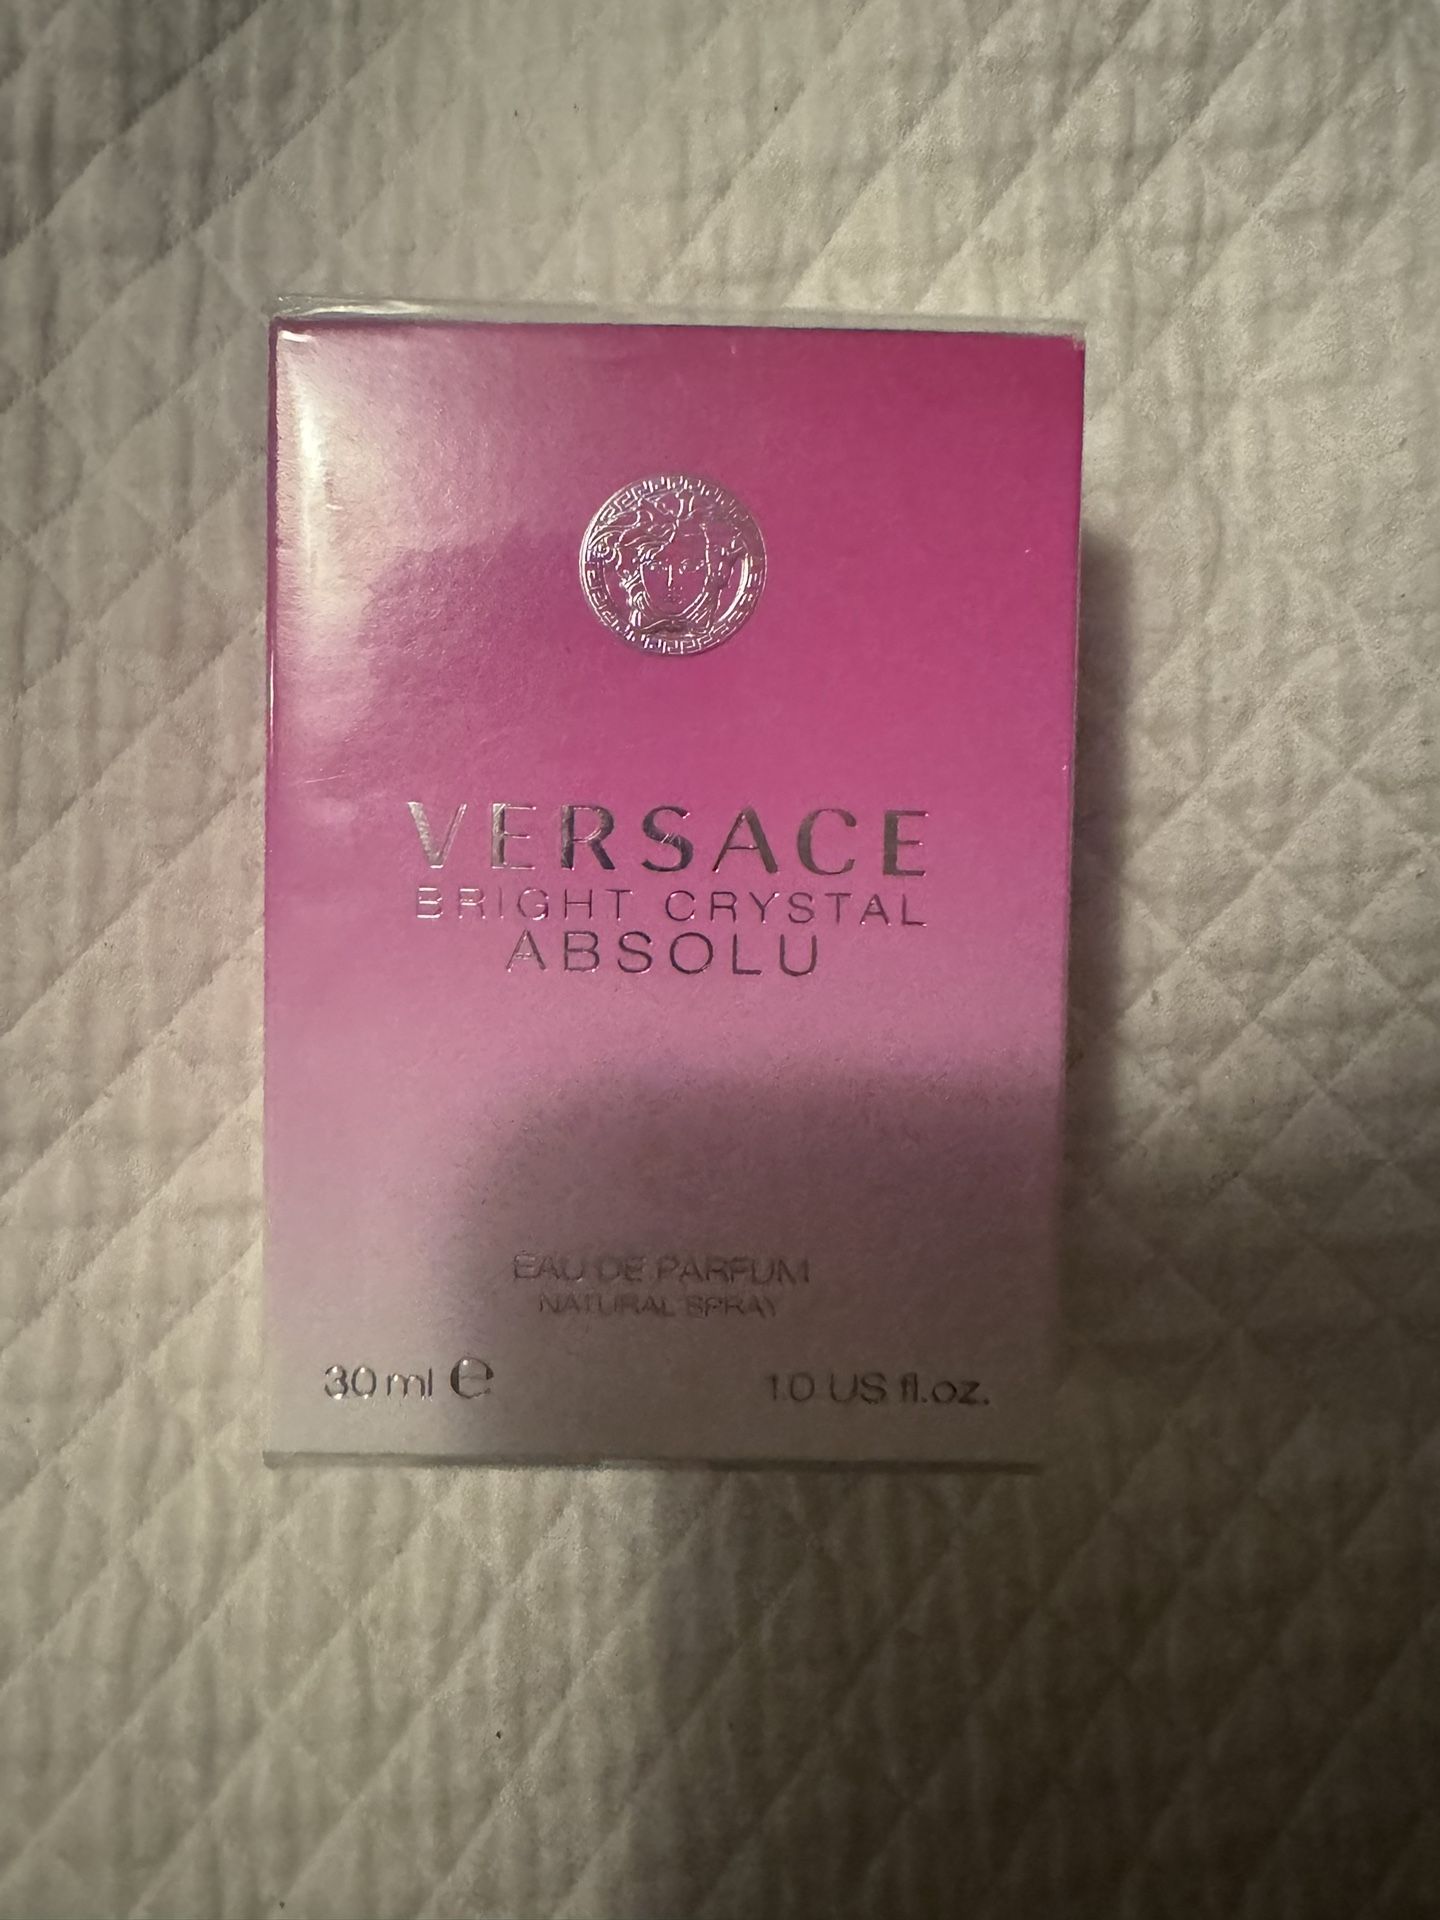 VERSACE
BRIGHT CRYSTAL
ABSOLU
EAU DE PARFUM
NATURAL SPRAY
30 ml ℮ 1.0 US fl.oz.